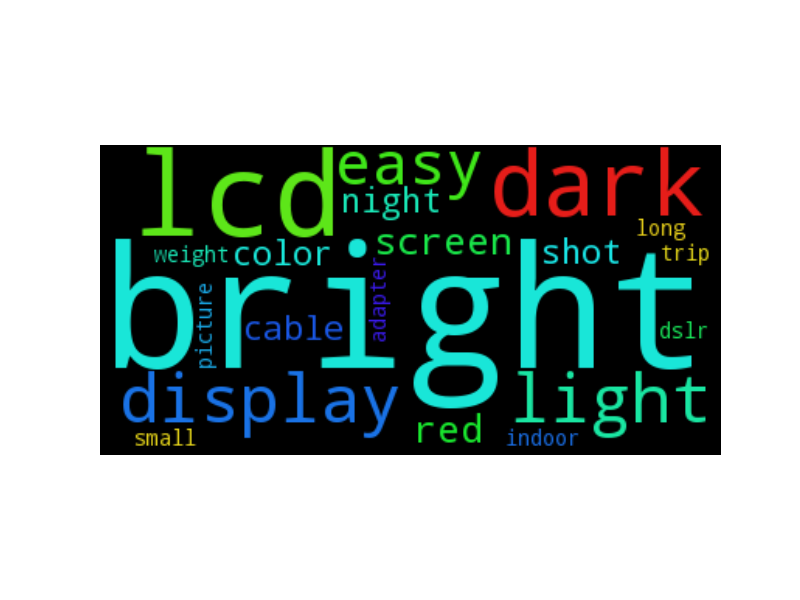 lcd
easy
dark
night
long
screen
color
shot
weight
trip
bright
adapter
picture
cable
dslr
display
light
red
small
indoor